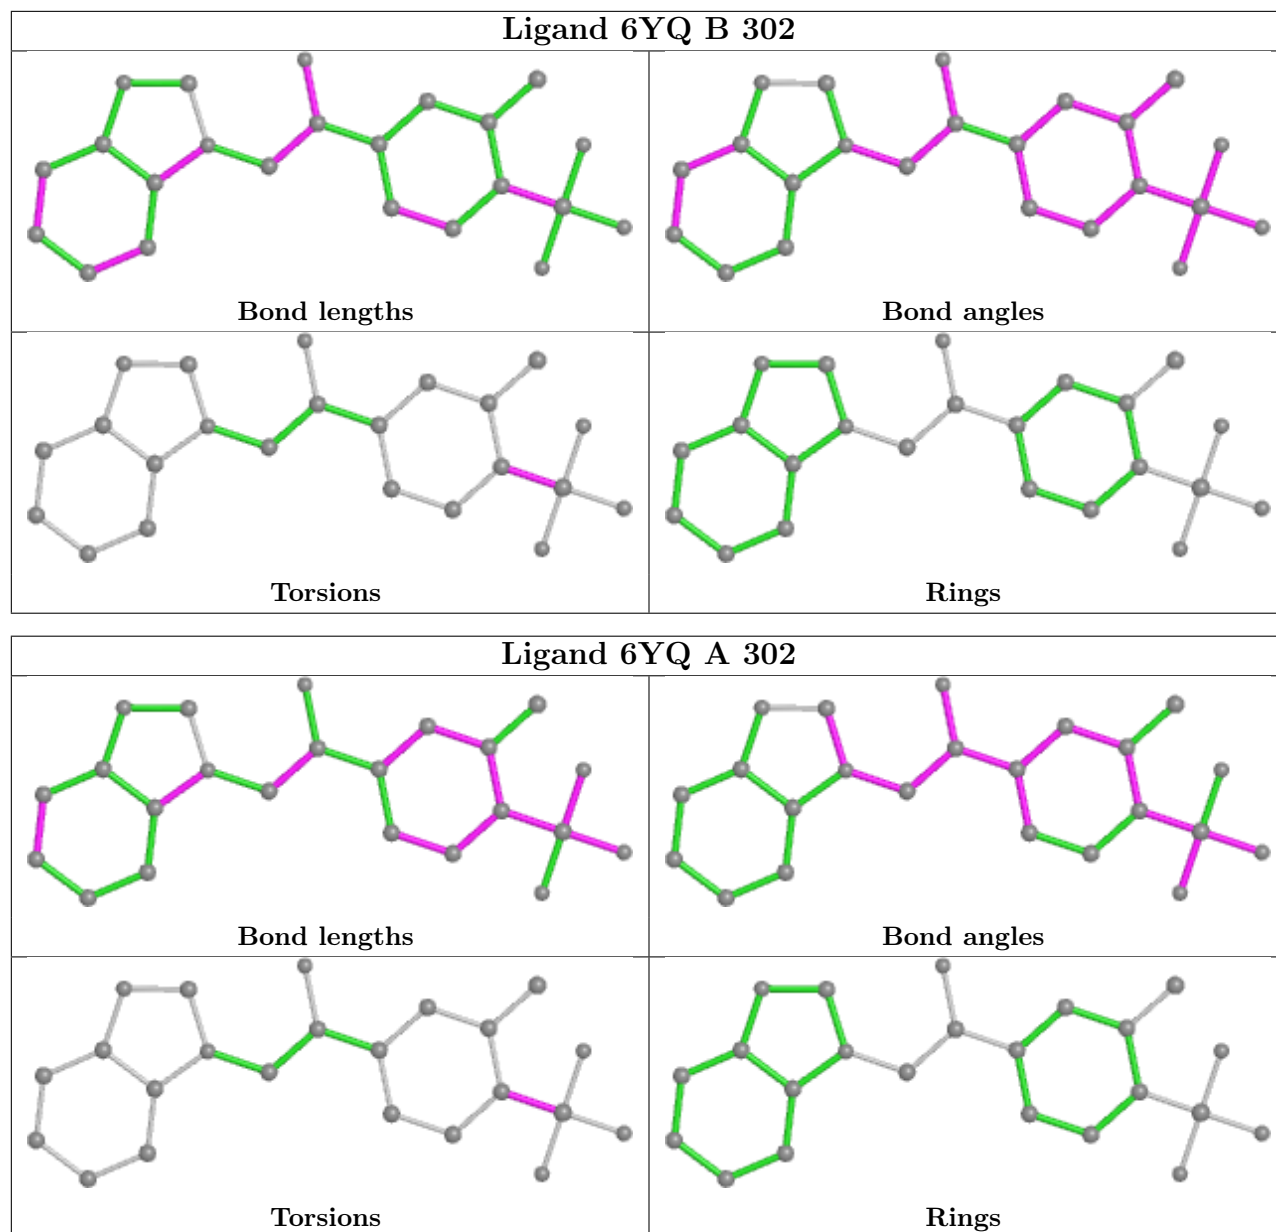 Ligand 6YQ B 302
Bond lengths
Bond angles
Torsions
Rings
Ligand 6YQ A 302
Bond lengths
Bond angles
Torsions
Rings